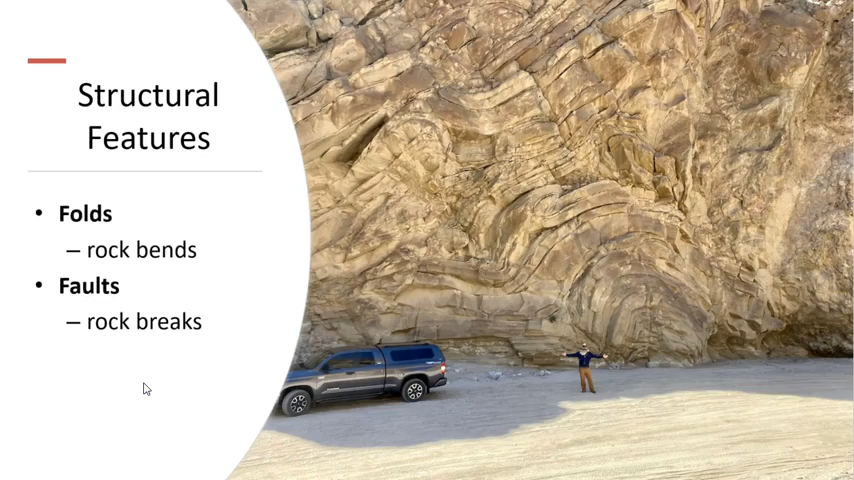 Structural
Features
• Folds
– rock bends
• Faults
– rock breaks